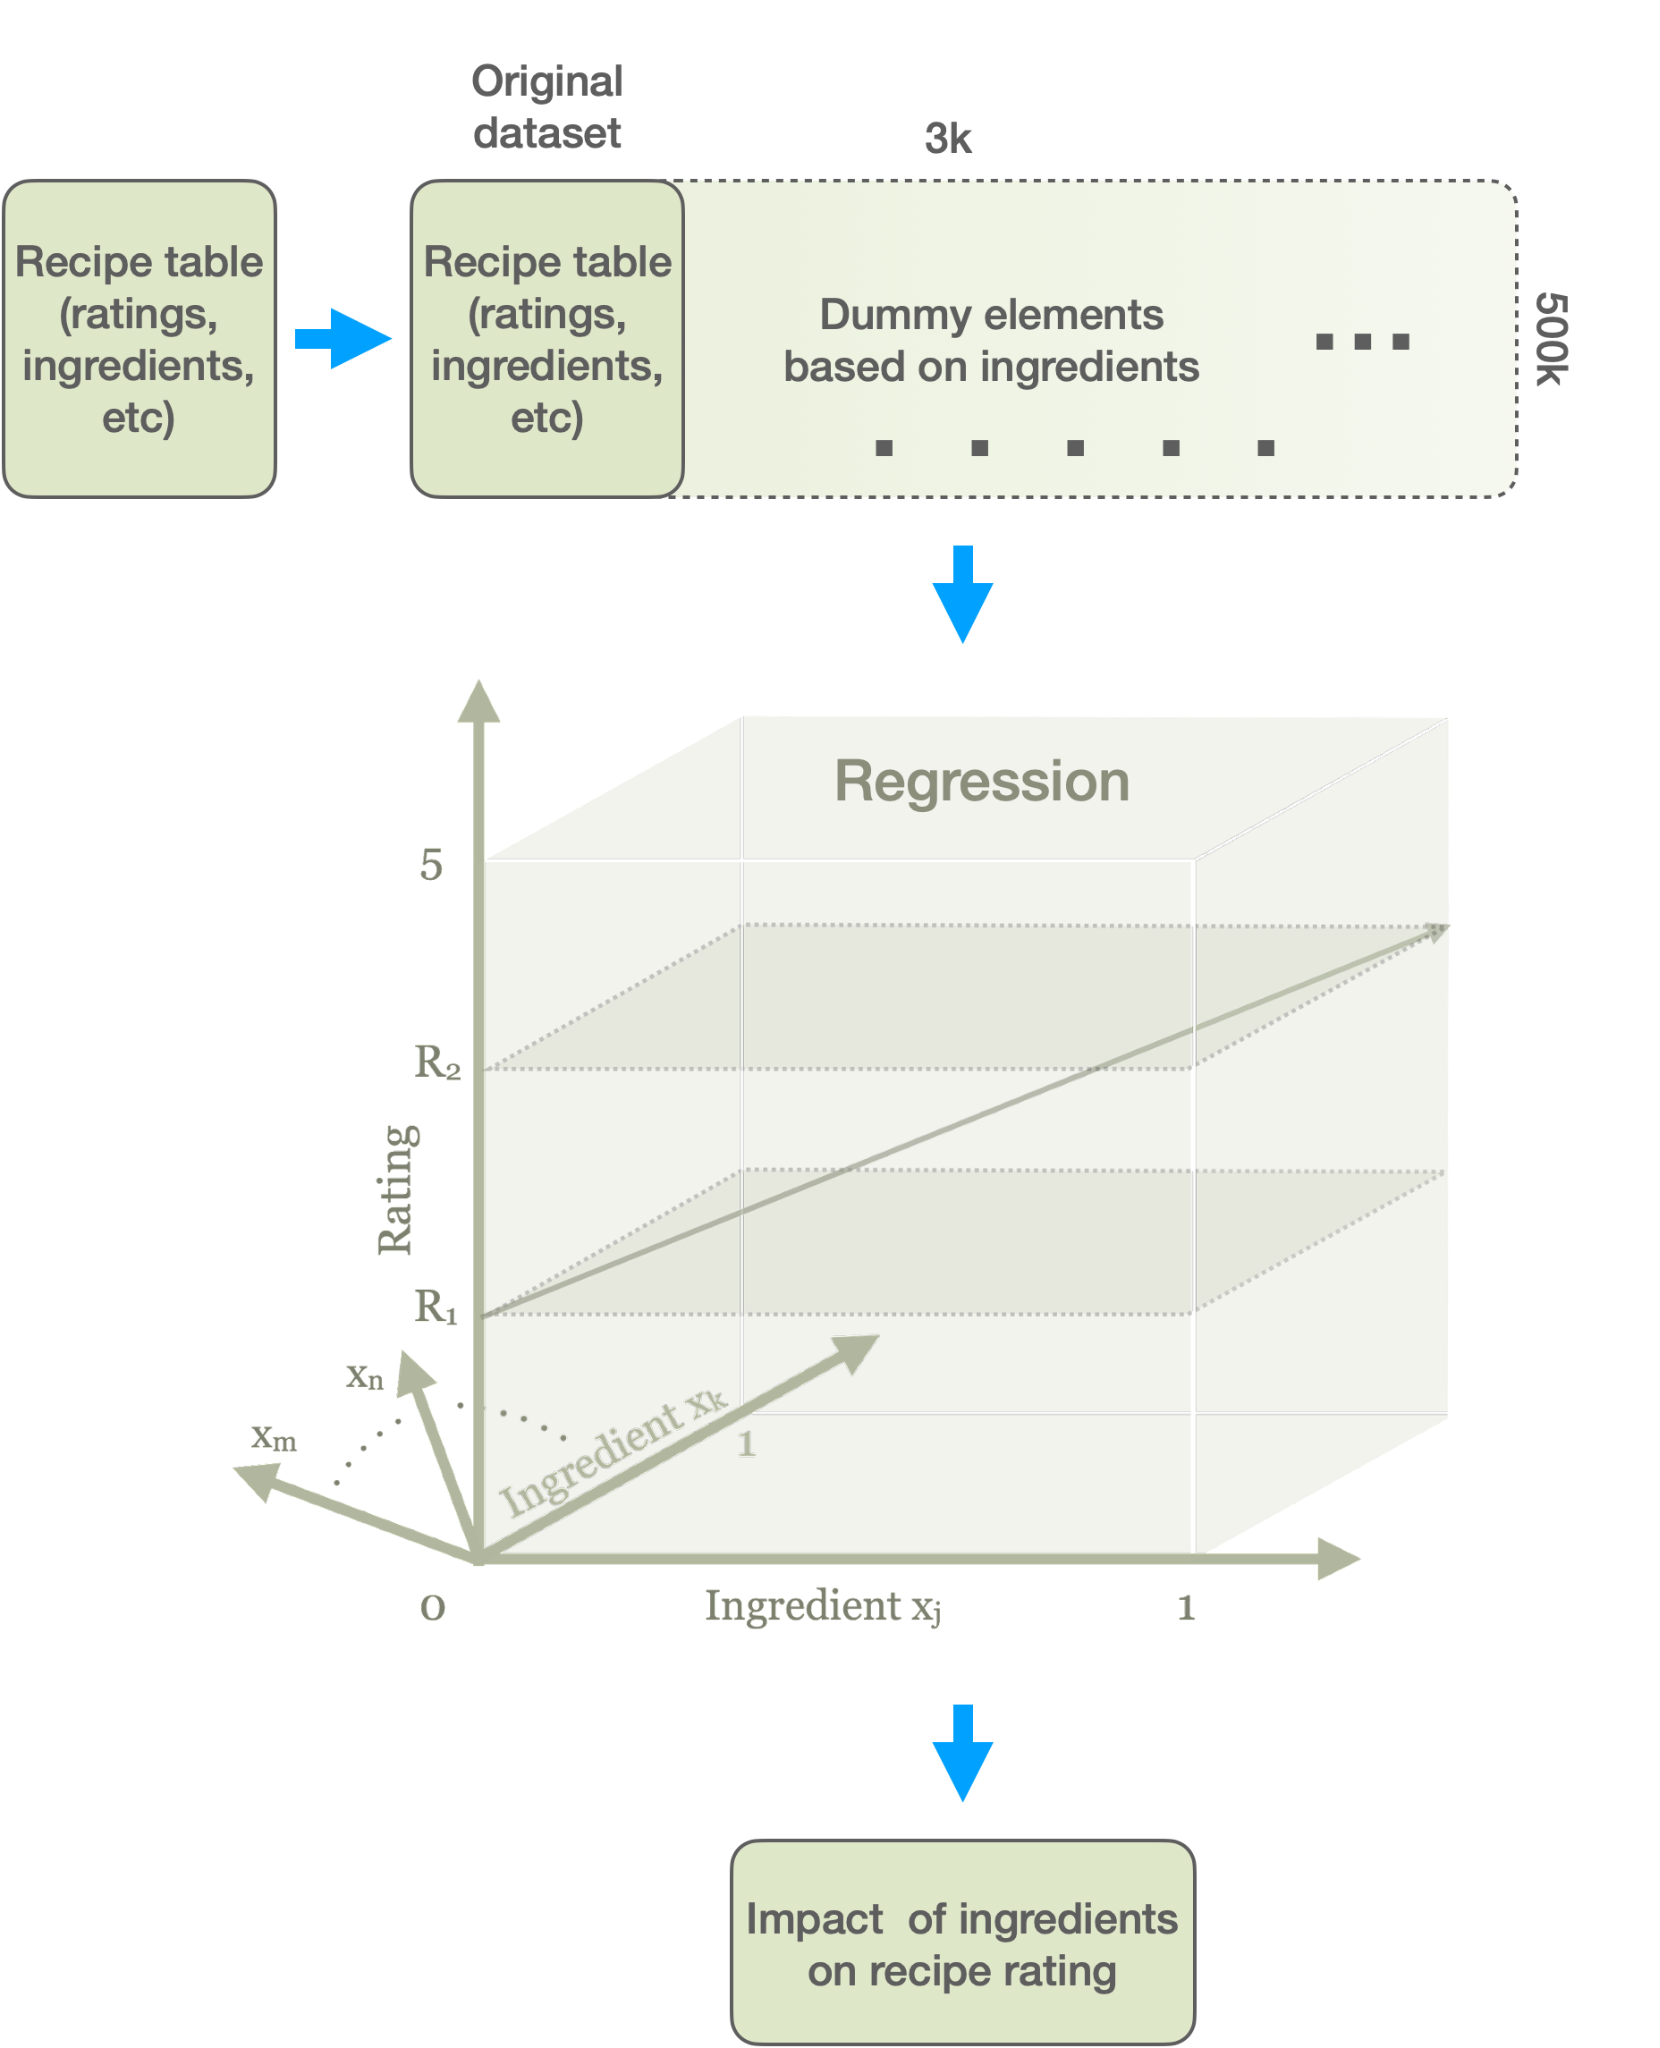 Original
dataset
3k
Recipe table
(ratings,
ingredients,
etc)
Recipe table
(ratings,
ingredients,
etc)
Dummy elements
based on ingredients
500k
Regression
5
R₂
Rating
R₁
xₙ
xₘ
Ingredient xₖ
1
0
Ingredient xⱼ
1
Impact of ingredients
on recipe rating